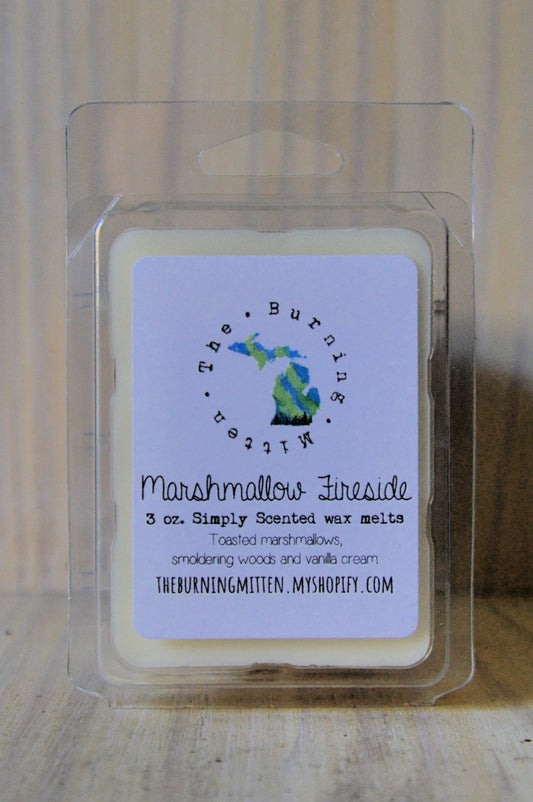 The · Burning · Mitten ·
Marshmallow Fireside
3 oz. Simply Scented wax melts
Toasted marshmallows,
smoldering woods and vanilla cream
THEBURNINGMITTEN.MYSHOPIFY.COM